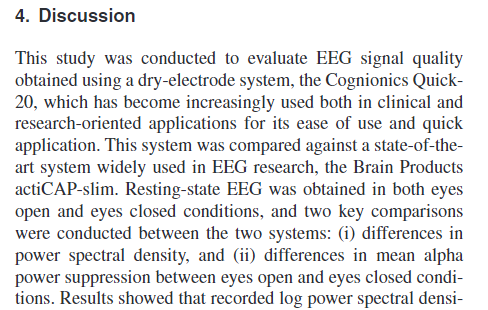 4. Discussion
This study was conducted to evaluate EEG signal quality
obtained using a dry-electrode system, the Cognionics Quick-
20, which has become increasingly used both in clinical and
research-oriented applications for its ease of use and quick
application. This system was compared against a state-of-the-
art system widely used in EEG research, the Brain Products
actiCAP-slim. Resting-state EEG was obtained in both eyes
open and eyes closed conditions, and two key comparisons
were conducted between the two systems: (i) differences in
power spectral density, and (ii) differences in mean alpha
power suppression between eyes open and eyes closed condi-
tions. Results showed that recorded log power spectral densi-